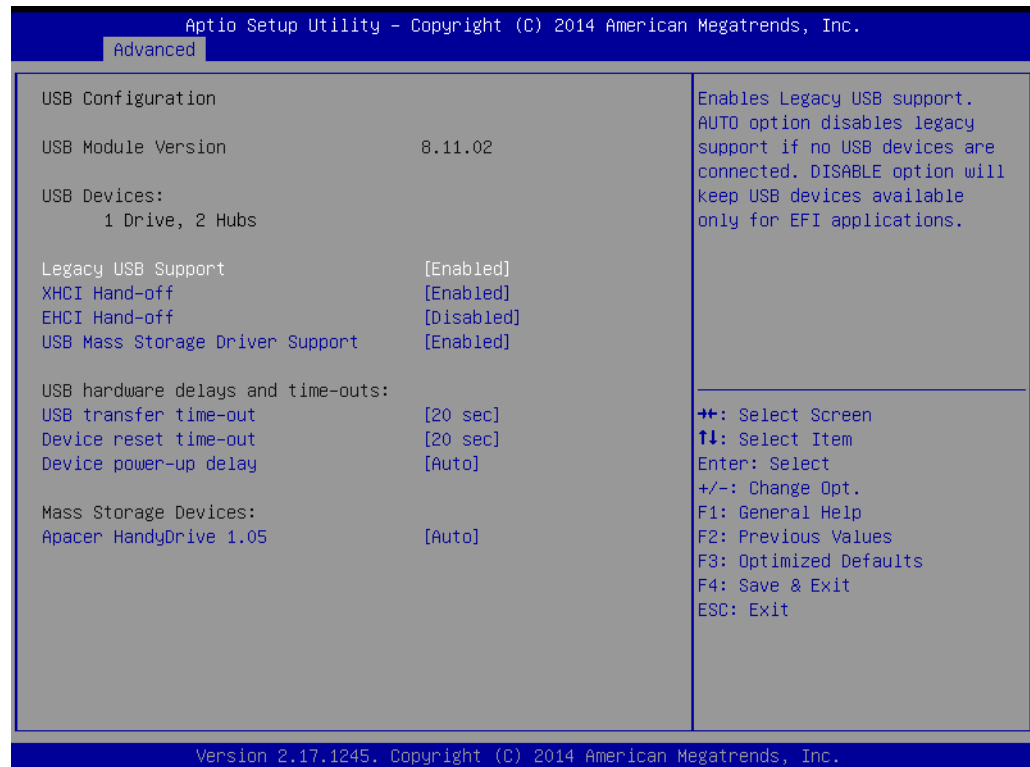 Aptio Setup Utility – Copyright (C) 2014 American Megatrends, Inc.
Advanced
USB Configuration
USB Module Version 8.11.02
USB Devices:
1 Drive, 2 Hubs
Legacy USB Support [Enabled]
XHCI Hand-off [Enabled]
EHCI Hand-off [Disabled]
USB Mass Storage Driver Support [Enabled]
USB hardware delays and time-outs:
USB transfer time-out [20 sec]
Device reset time-out [20 sec]
Device power-up delay [Auto]
Mass Storage Devices:
Apacer HandyDrive 1.05 [Auto]
Enables Legacy USB support.
AUTO option disables legacy
support if no USB devices are
connected. DISABLE option will
keep USB devices available
only for EFI applications.
→←: Select Screen
↑↓: Select Item
Enter: Select
+/-: Change Opt.
F1: General Help
F2: Previous Values
F3: Optimized Defaults
F4: Save & Exit
ESC: Exit
Version 2.17.1245. Copyright (C) 2014 American Megatrends, Inc.